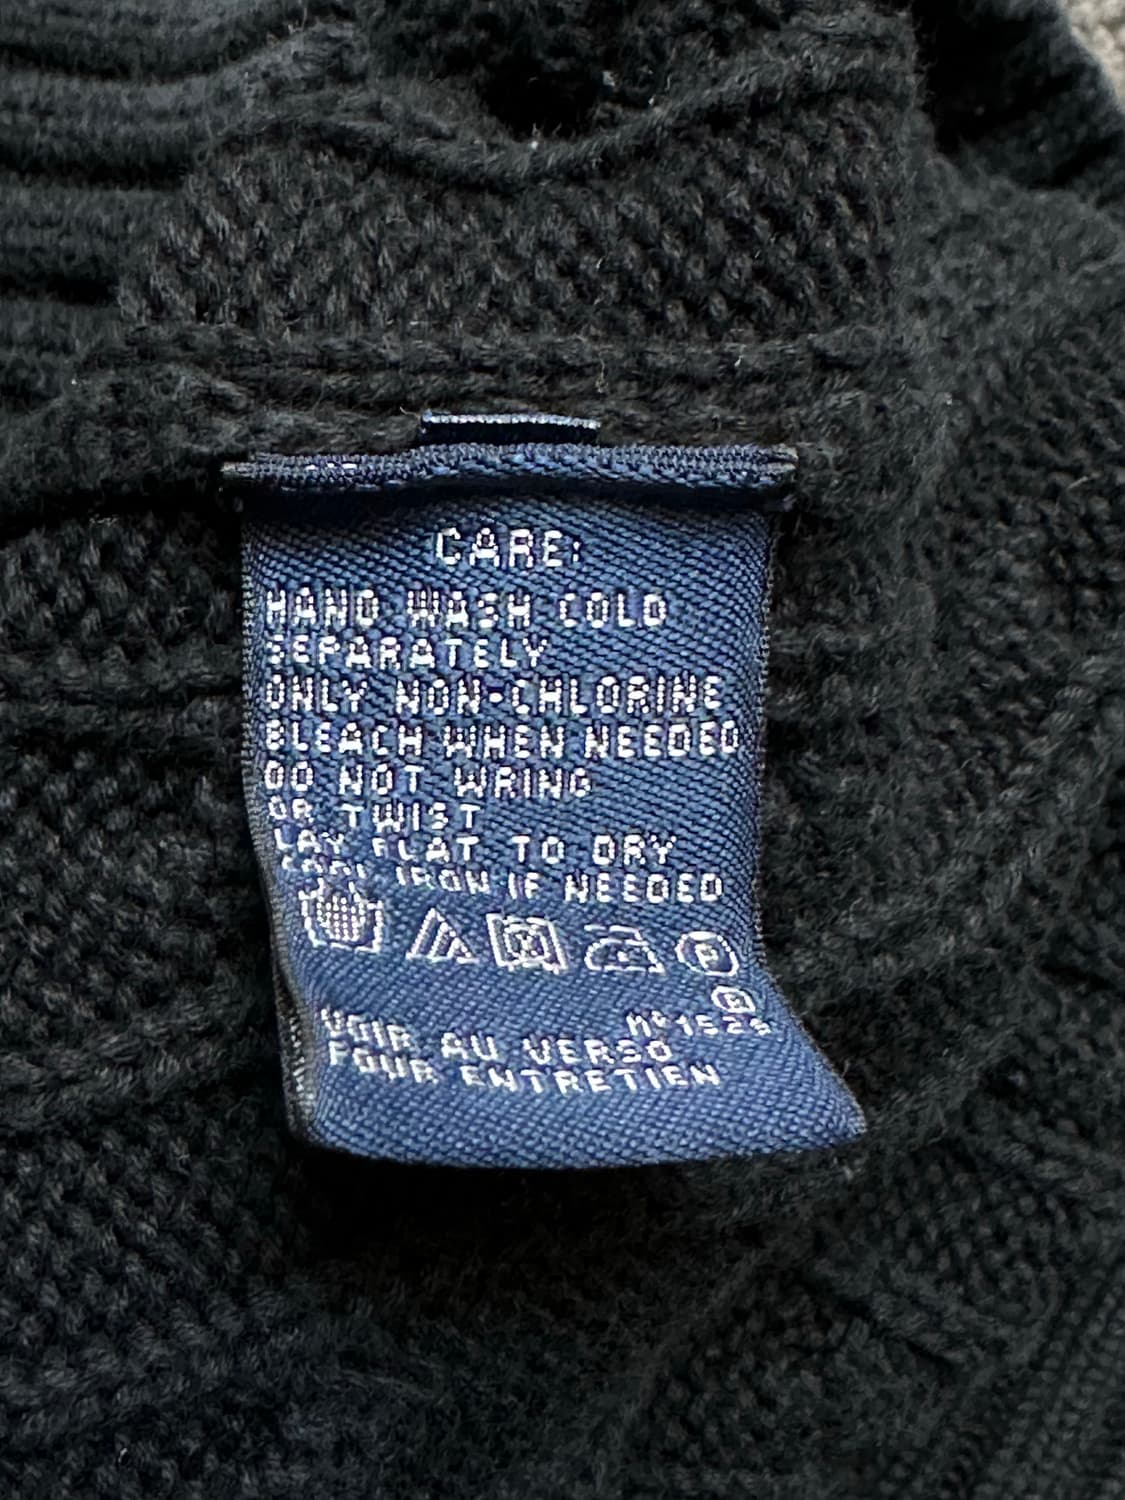 CARE:
HAND WASH COLD
SEPARATELY
ONLY NON-CHLORINE
BLEACH WHEN NEEDED
DO NOT WRING
OR TWIST
LAY FLAT TO DRY
COOL IRON IF NEEDED
P
VOIR AU VERSO
POUR ENTRETIEN